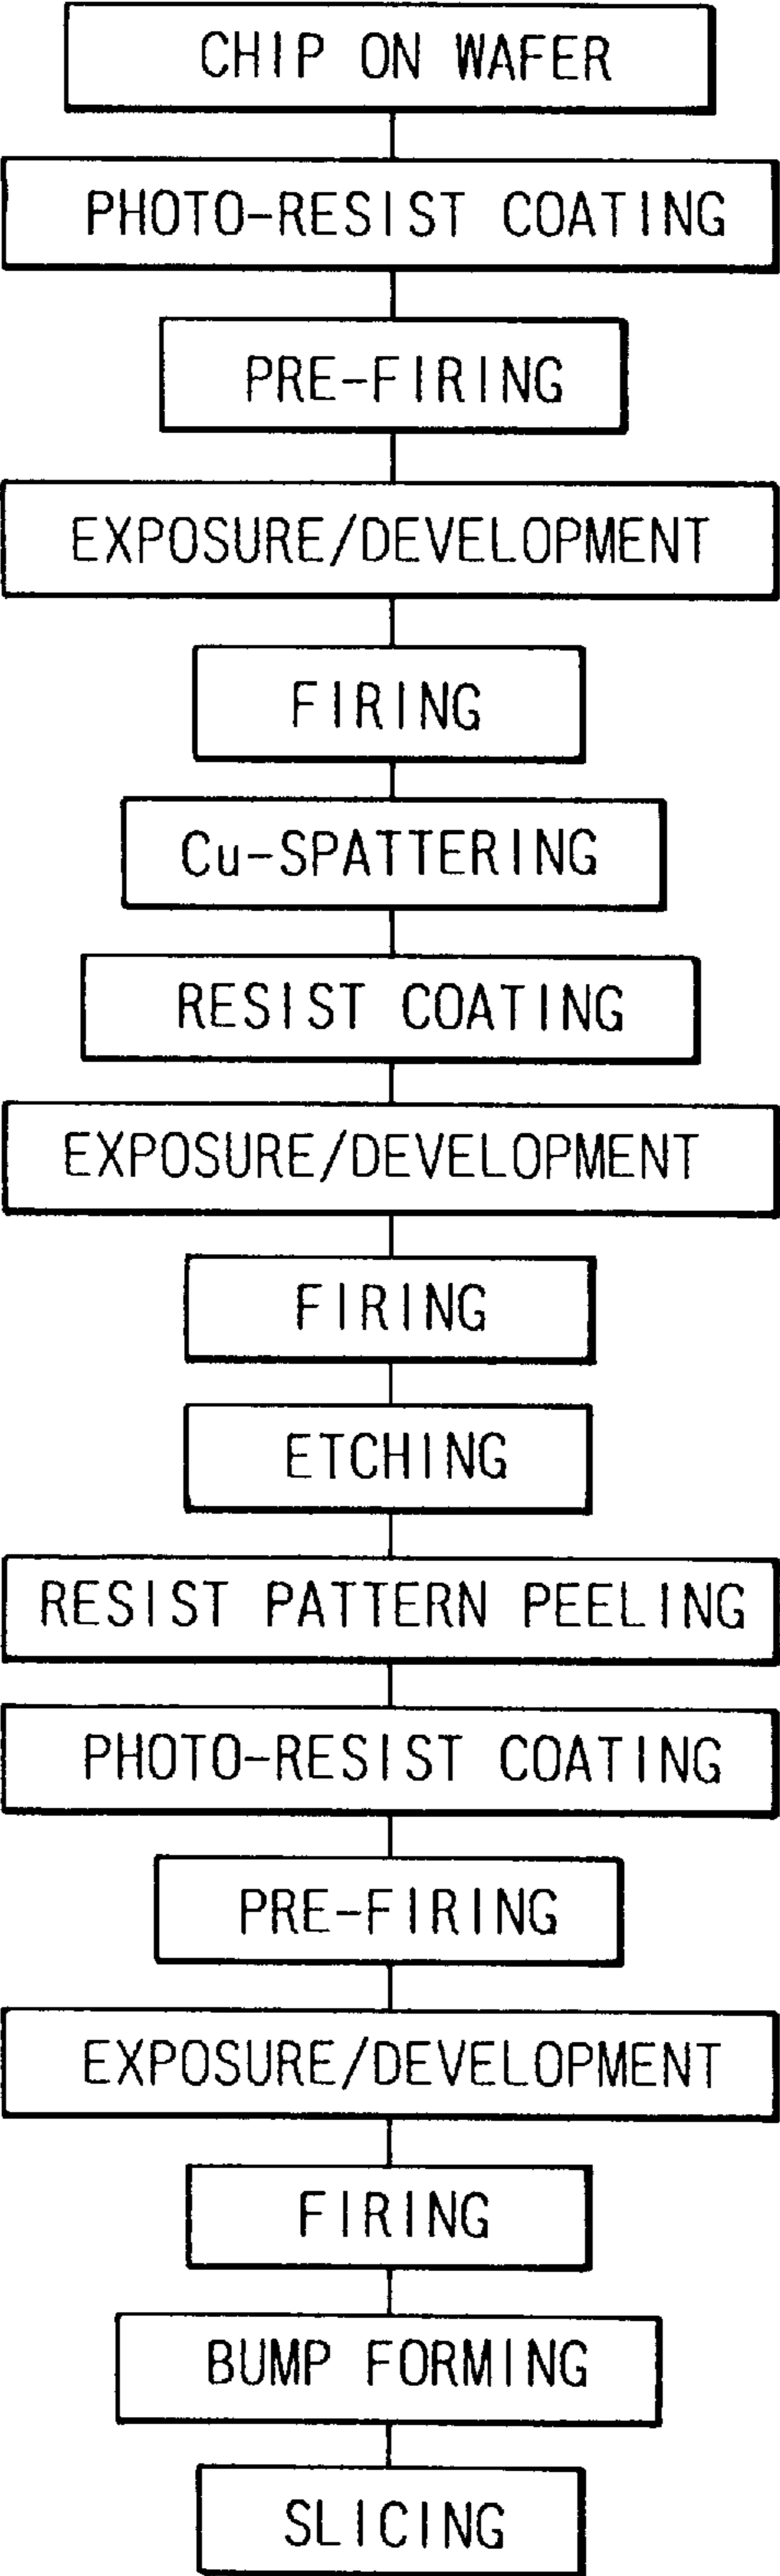 CHIP ON WAFER
PHOTO-RESIST COATING
PRE-FIRING
EXPOSURE/DEVELOPMENT
FIRING
Cu-SPATTERING
RESIST COATING
EXPOSURE/DEVELOPMENT
FIRING
ETCHING
RESIST PATTERN PEELING
PHOTO-RESIST COATING
PRE-FIRING
EXPOSURE/DEVELOPMENT
FIRING
BUMP FORMING
SLICING